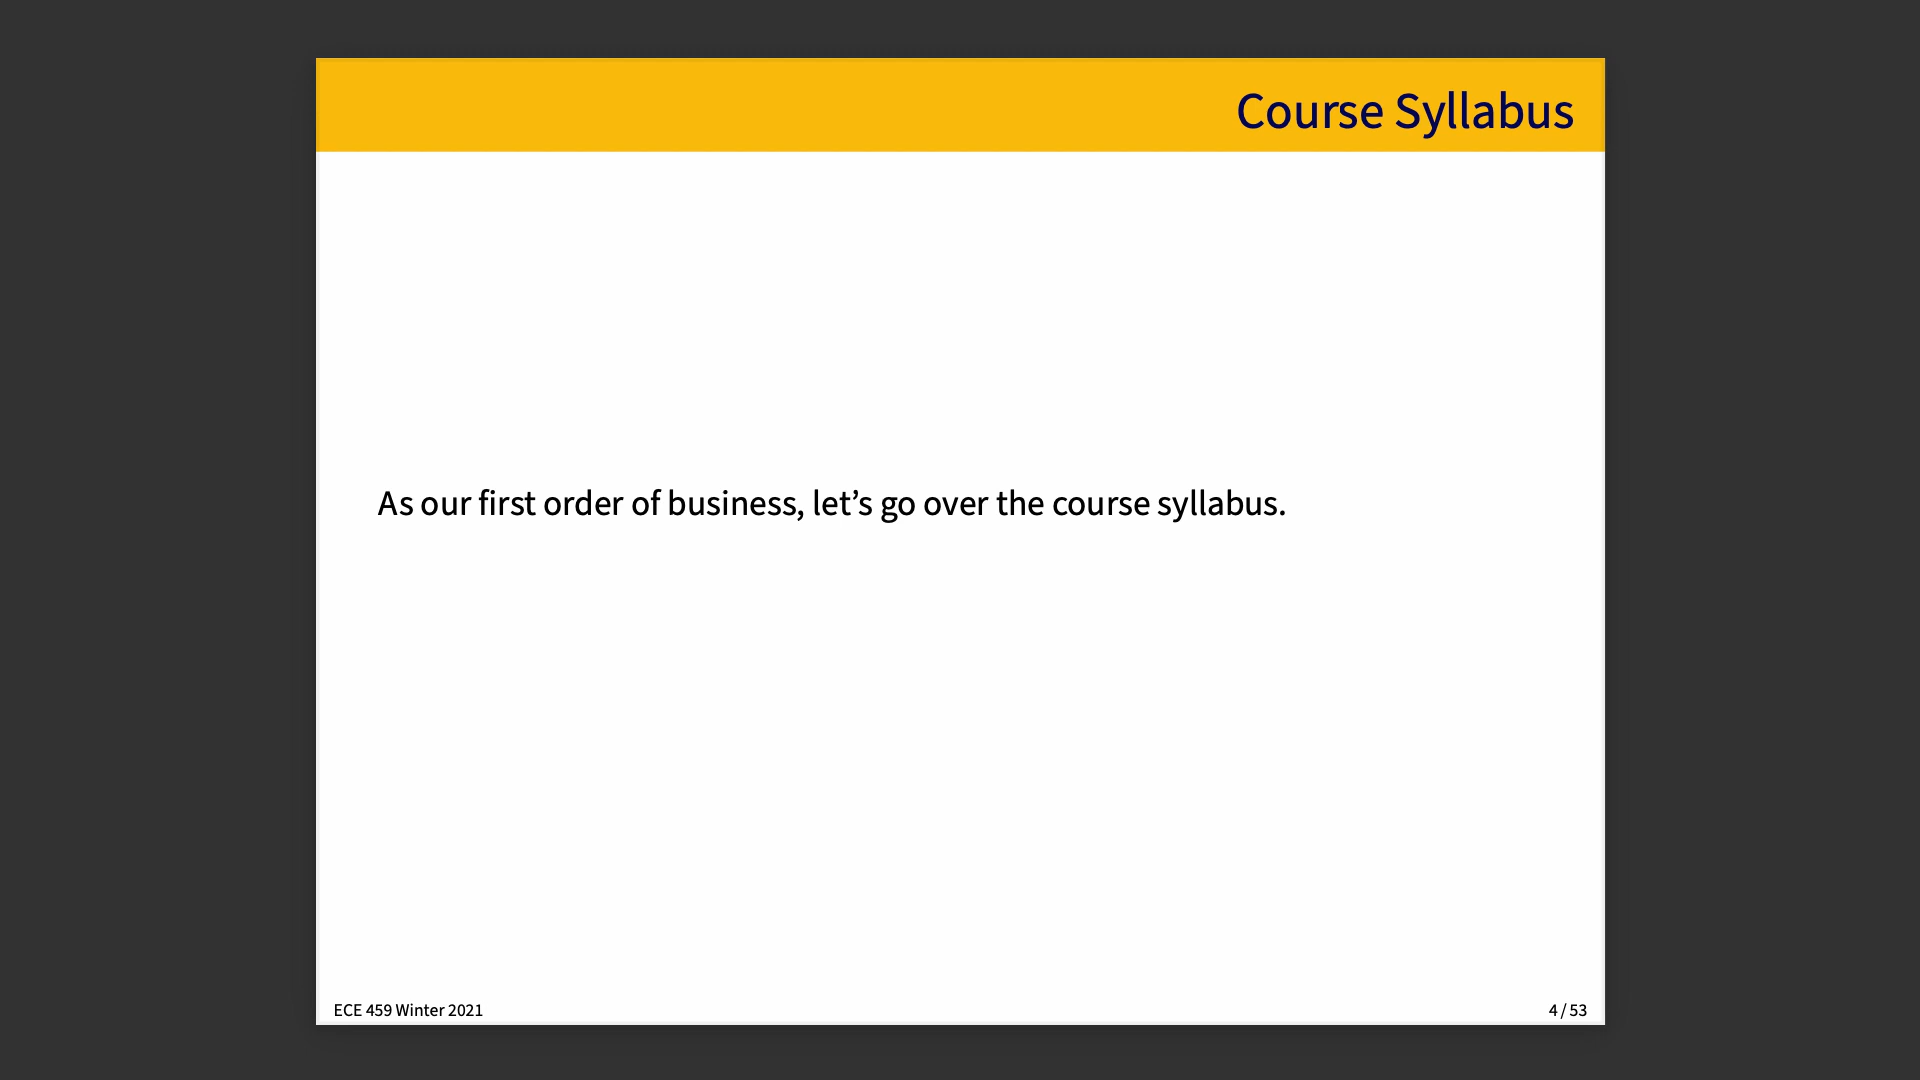 Course Syllabus
As our first order of business, let’s go over the course syllabus.
ECE 459 Winter 2021
4 / 53